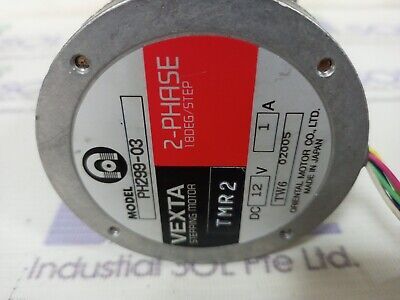 2-PHASE
1.8DEG/STEP
MODEL PH299-03
VEXTA
STEPPING MOTOR
TMR2
DC 12 V 1 A
TW6 02005
ORIENTAL MOTOR CO., LTD.
MADE IN JAPAN
Industrial SOL Pte Ltd.